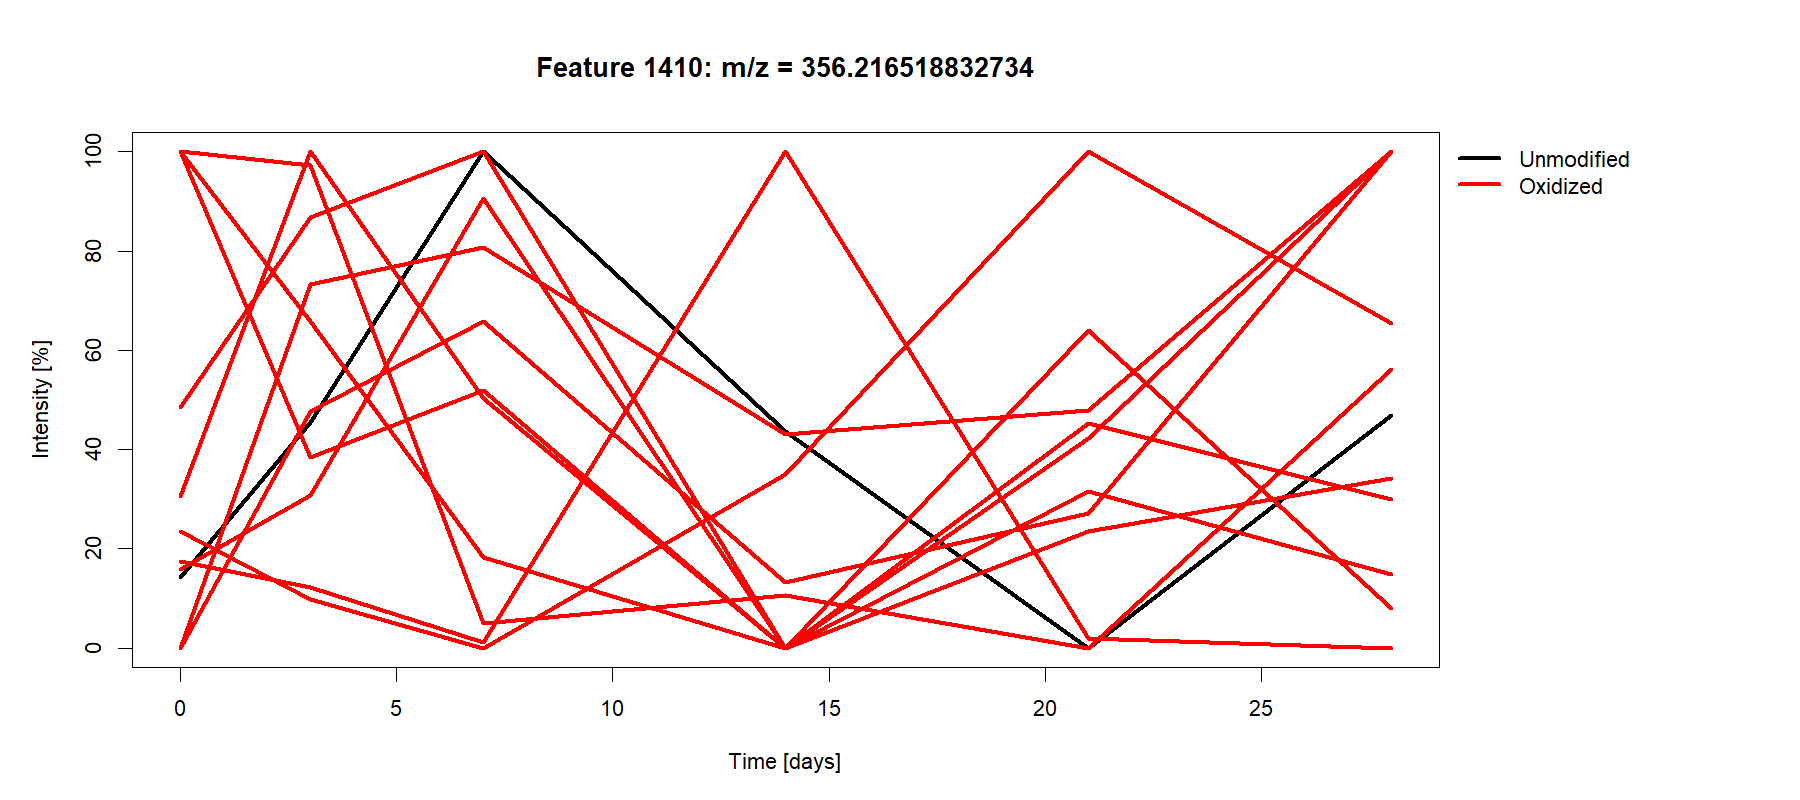 Feature 1410: m/z = 356.216518832734
Unmodified
Oxidized
Intensity [%]
100
80
60
40
20
0
0 5 10 15 20 25
Time [days]